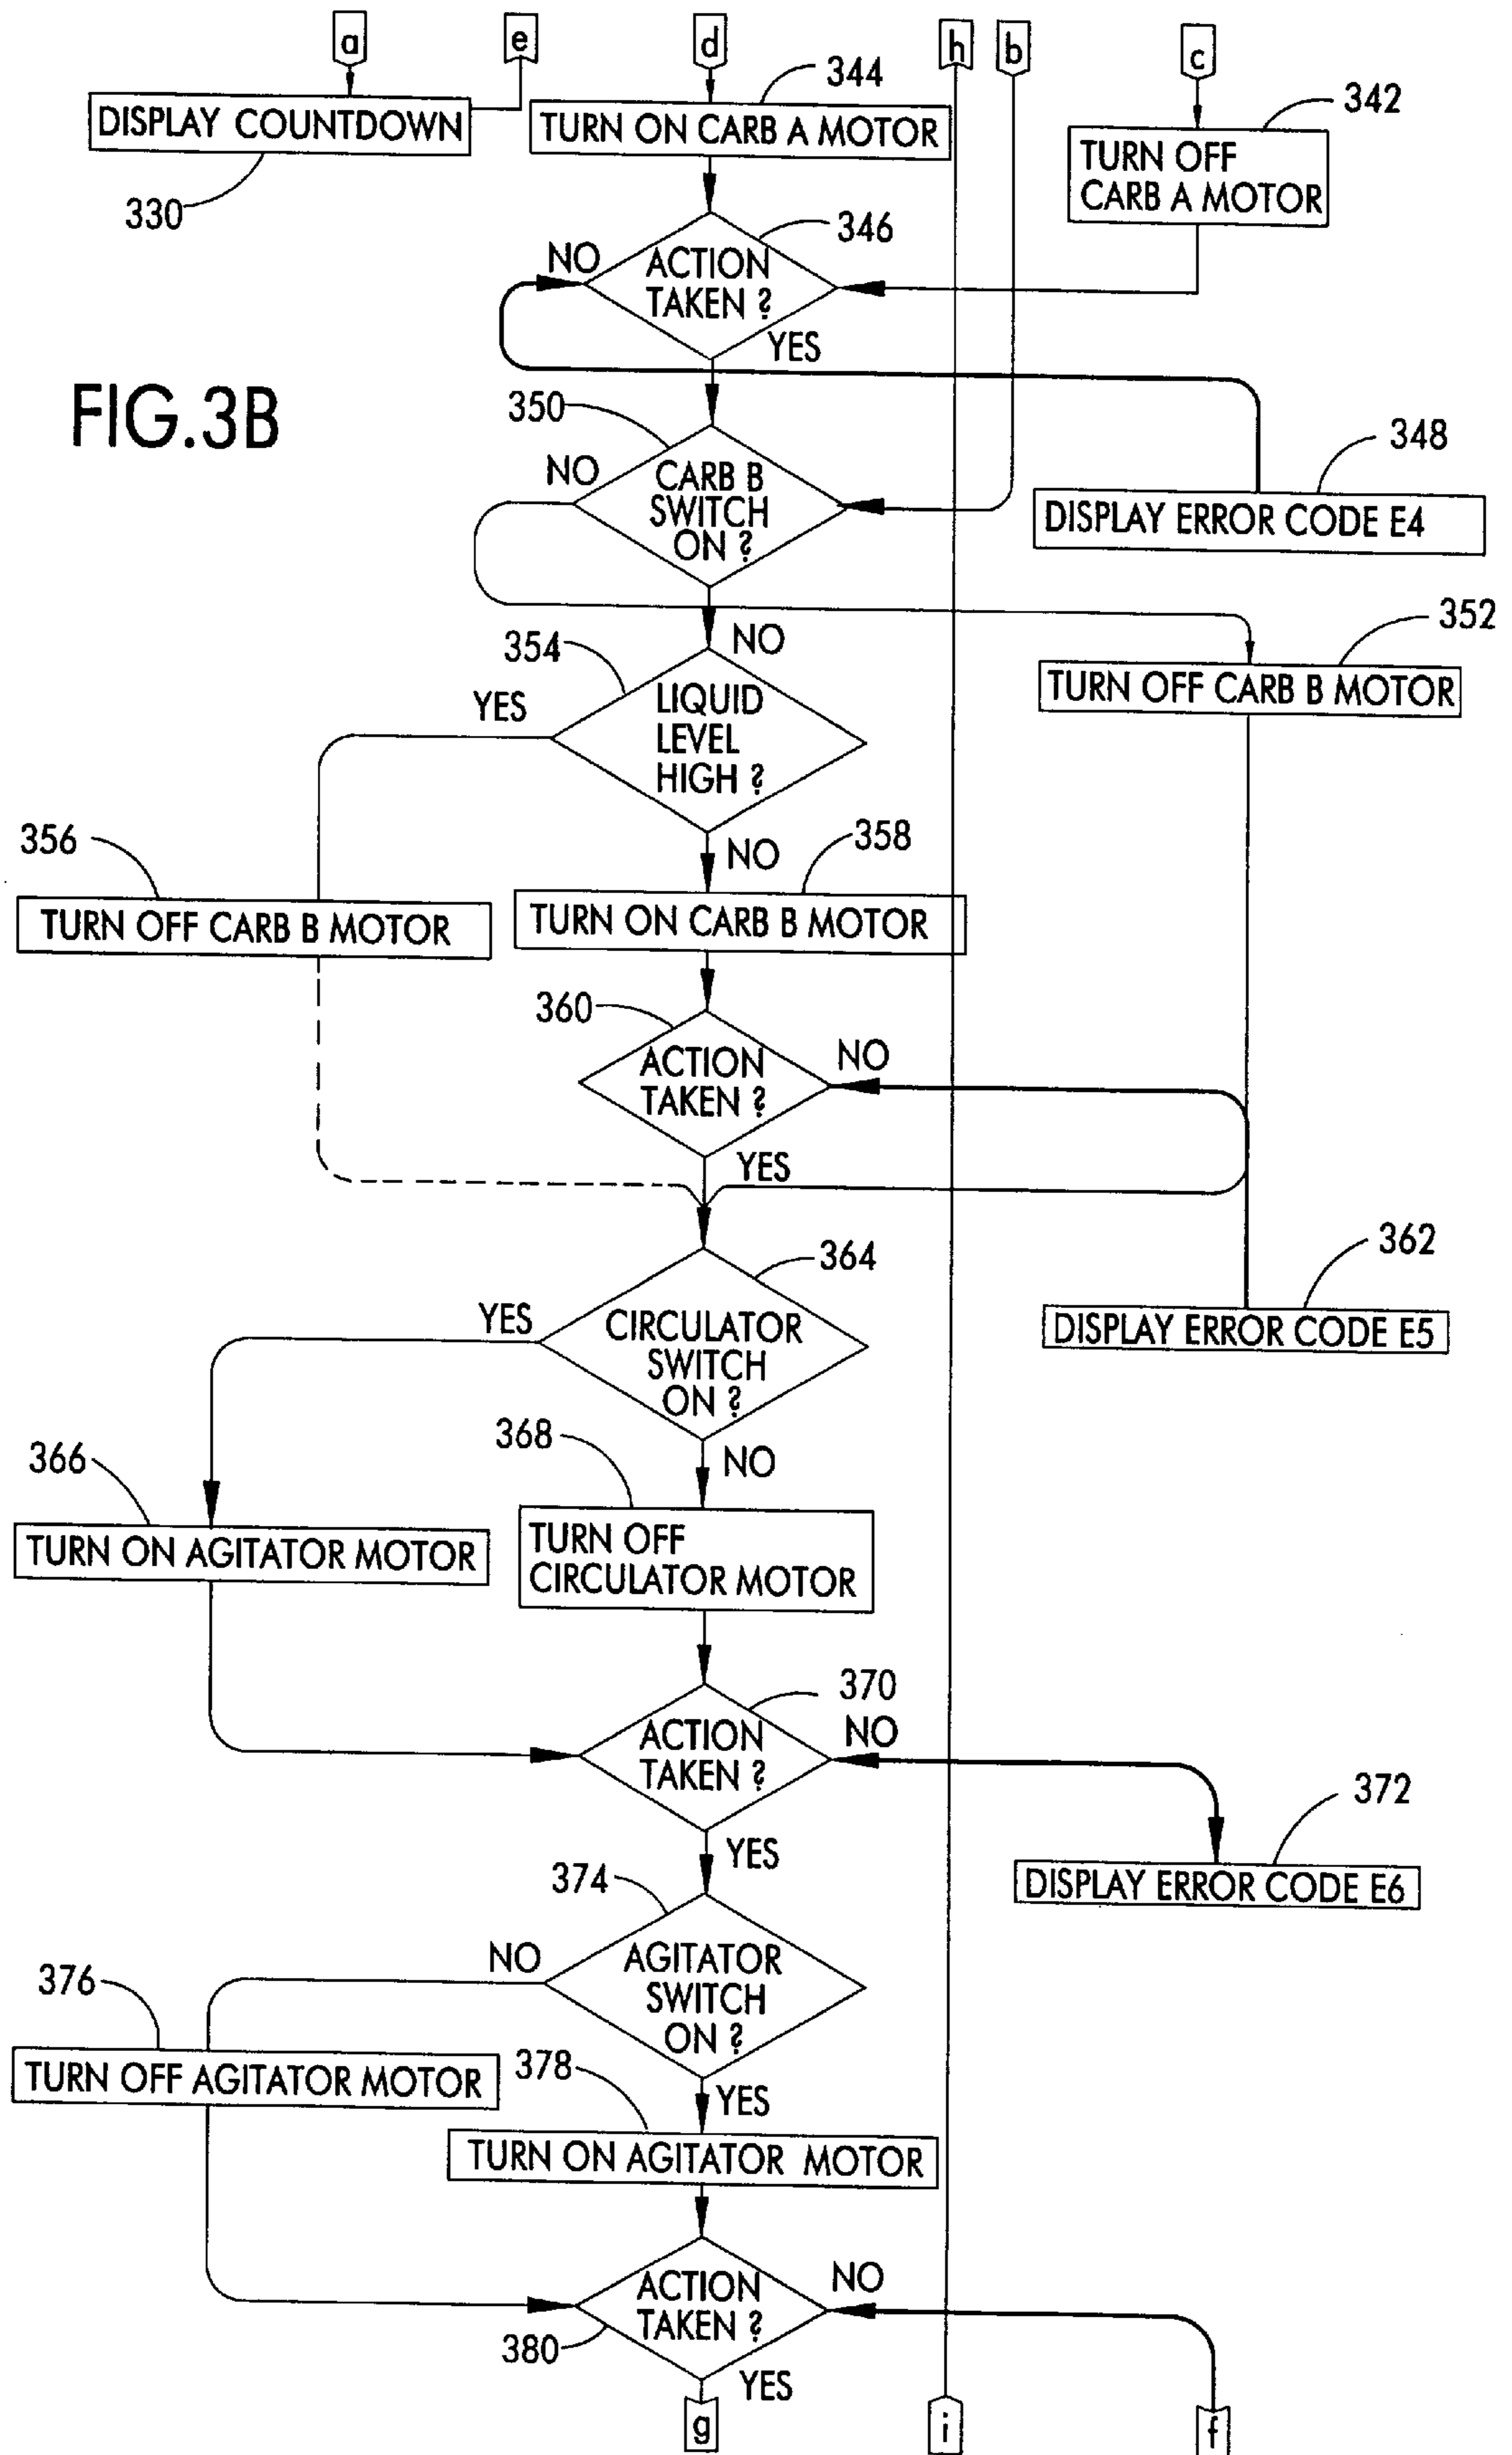 a
e
d
h
b
c
344
342
DISPLAY COUNTDOWN
TURN ON CARB A MOTOR
TURN OFF
CARB A MOTOR
330
346
NO
ACTION
TAKEN ?
YES
FIG.3B
350
348
NO
CARB B
SWITCH
ON ?
DISPLAY ERROR CODE E4
352
354
NO
TURN OFF CARB B MOTOR
YES
LIQUID
LEVEL
HIGH ?
356
358
NO
TURN OFF CARB B MOTOR
TURN ON CARB B MOTOR
360
ACTION
TAKEN ?
NO
YES
362
364
YES
CIRCULATOR
SWITCH
ON ?
DISPLAY ERROR CODE E5
366
368
NO
TURN ON AGITATOR MOTOR
TURN OFF
CIRCULATOR MOTOR
370
ACTION
TAKEN ?
NO
372
YES
DISPLAY ERROR CODE E6
374
NO
AGITATOR
SWITCH
ON ?
376
TURN OFF AGITATOR MOTOR
378
YES
TURN ON AGITATOR MOTOR
ACTION
TAKEN ?
NO
380
YES
g
i
f